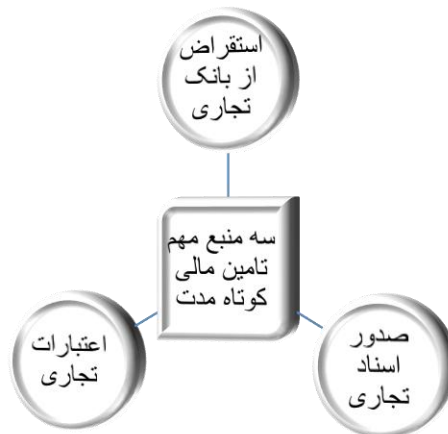 استقراض
از بانک
تجاری
سه منبع مهم
تامین مالی
کوتاه مدت
صدور
اسناد
تجاری
اعتبارات
تجاری